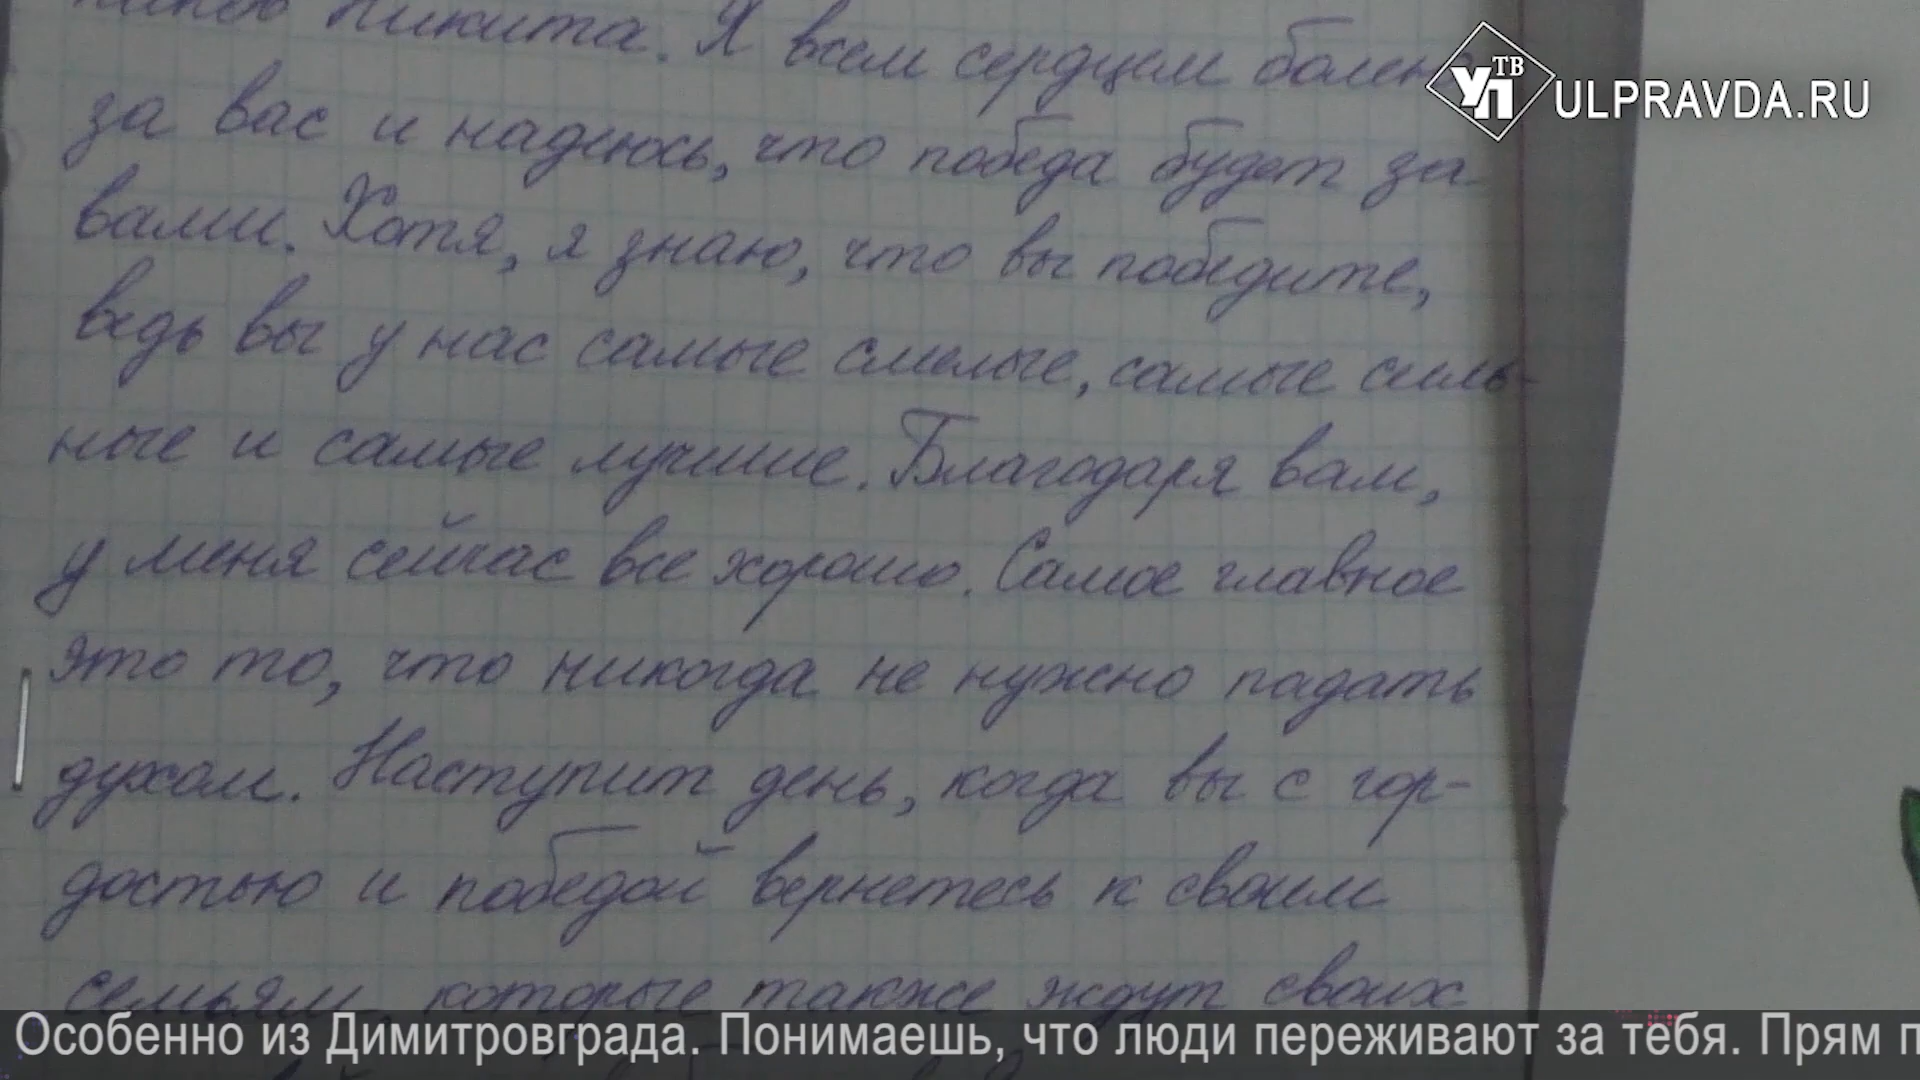 Никита. Я всем сердцем болею
за вас и надеюсь, что победа будет за
вами. Хотя, я знаю, что вы победите,
ведь вы у нас самые смелые, самые силь-
ные и самые лучшие. Благодаря вам,
у меня сейчас все хорошо. Самое главное
это то, что никогда не нужно падать
духом. Наступит день, когда вы с гор-
достью и победой вернетесь к своим
семьям, которые также ждут своих
УП ТВ ULPRAVDA.RU
Особенно из Димитровграда. Понимаешь, что люди переживают за тебя. Прям п